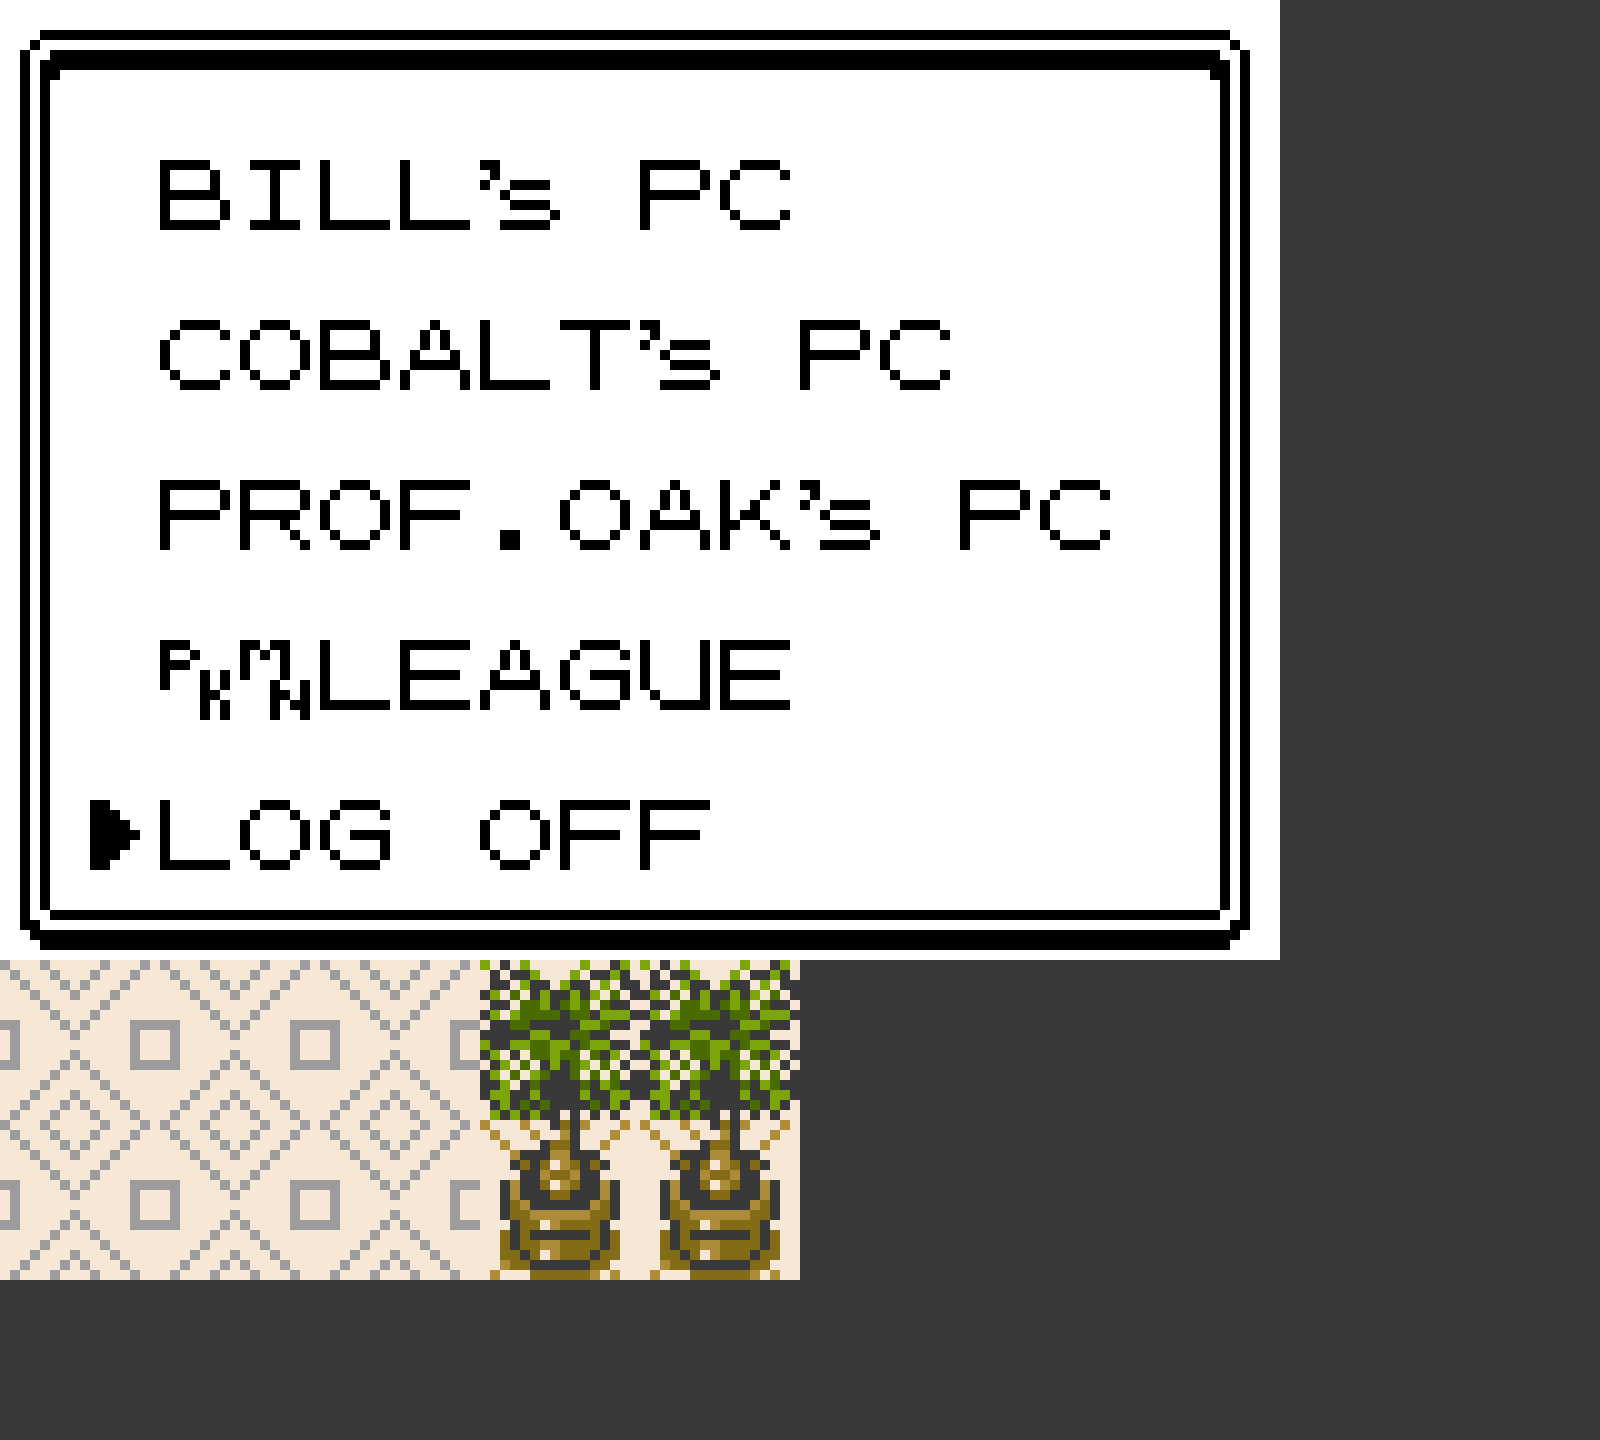 BILL's PC
COBALT's PC
PROF.OAK's PC
PKMNLEAGUE
▶LOG OFF